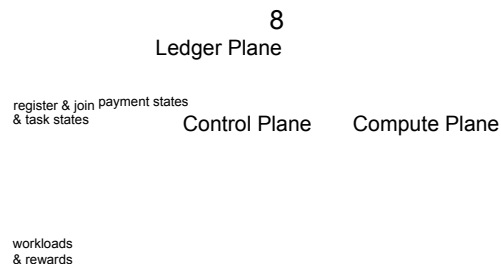 8
Ledger Plane
register & join
& task states
payment states
Control Plane
Compute Plane
workloads
& rewards